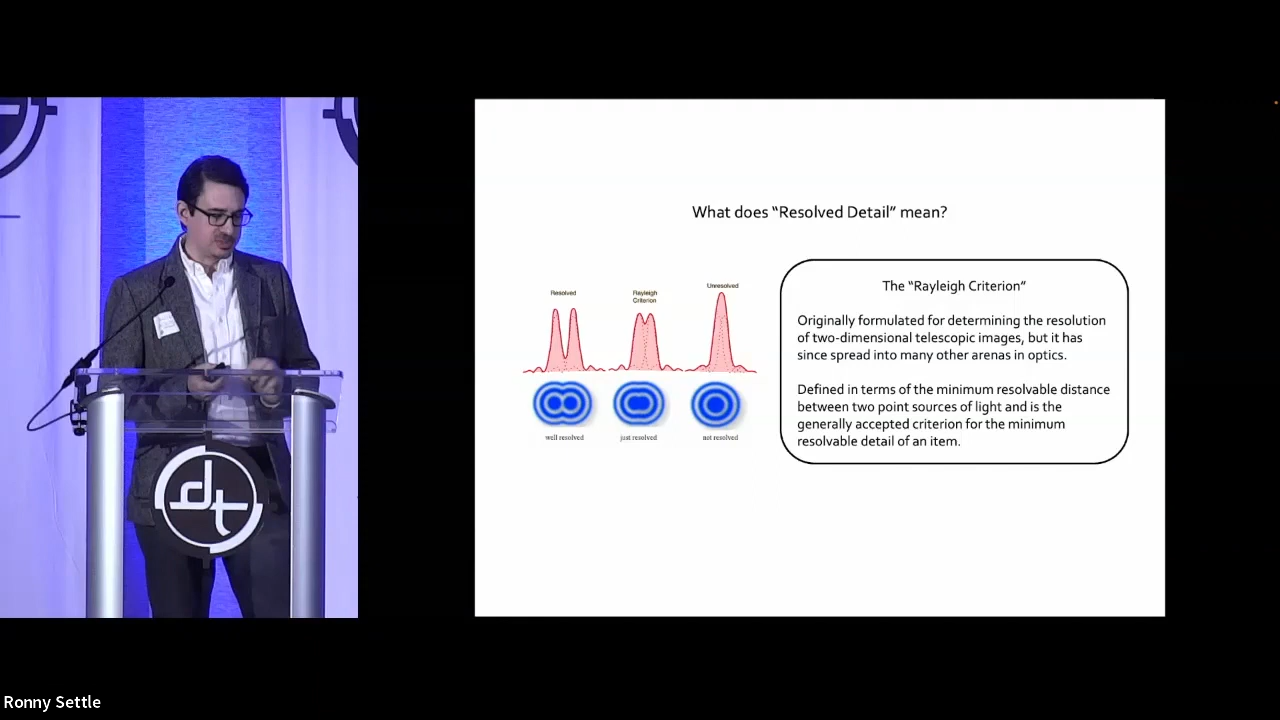 What does “Resolved Detail” mean?
Resolved
Rayleigh
Criterion
Unresolved
well resolved
just resolved
not resolved
The “Rayleigh Criterion”
Originally formulated for determining the resolution
of two-dimensional telescopic images, but it has
since spread into many other arenas in optics.
Defined in terms of the minimum resolvable distance
between two point sources of light and is the
generally accepted criterion for the minimum
resolvable detail of an item.
dt
Ronny Settle